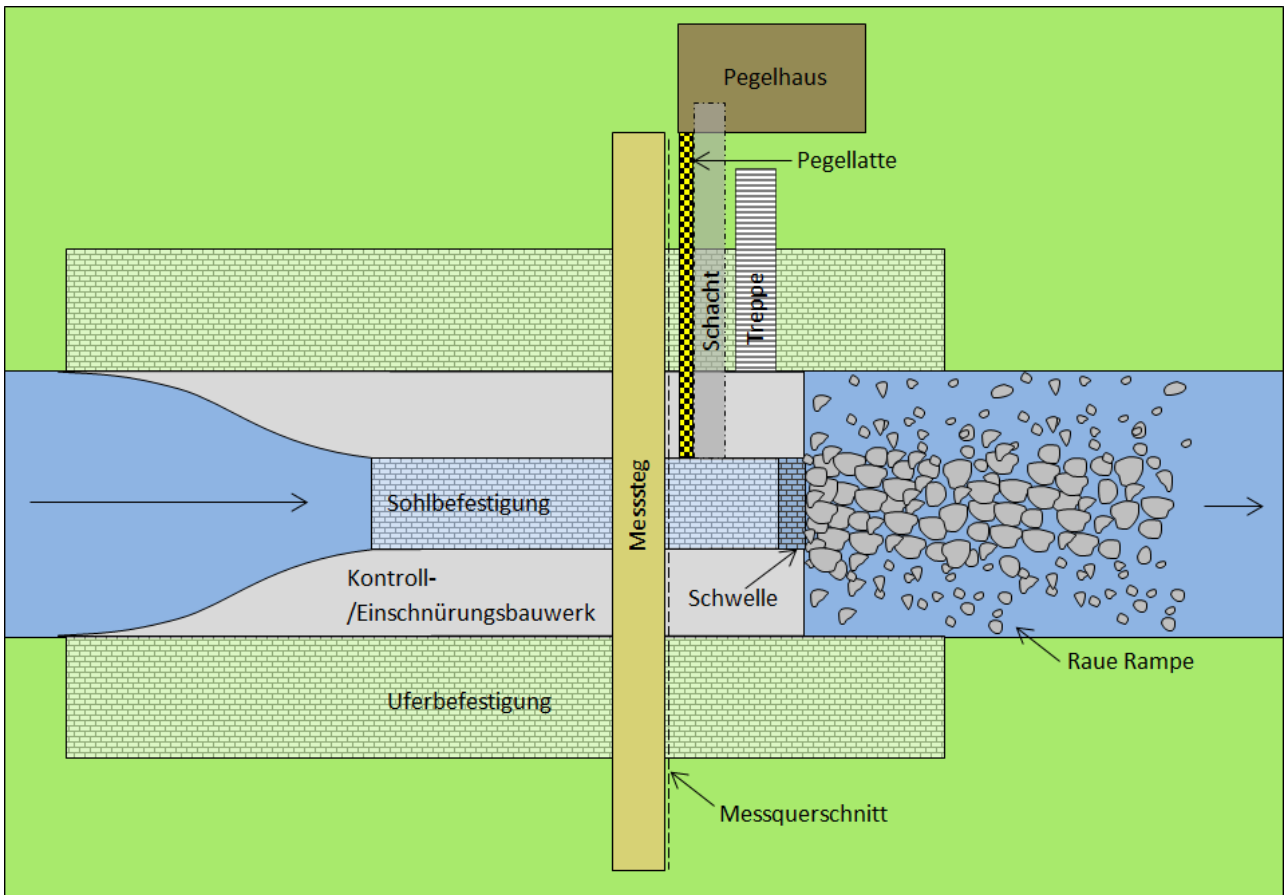 Pegelhaus
Pegellatte
Schacht
Treppe
Messsteg
Sohlbefestigung
Kontroll-
/Einschnürungsbauwerk
Schwelle
Raue Rampe
Uferbefestigung
Messquerschnitt